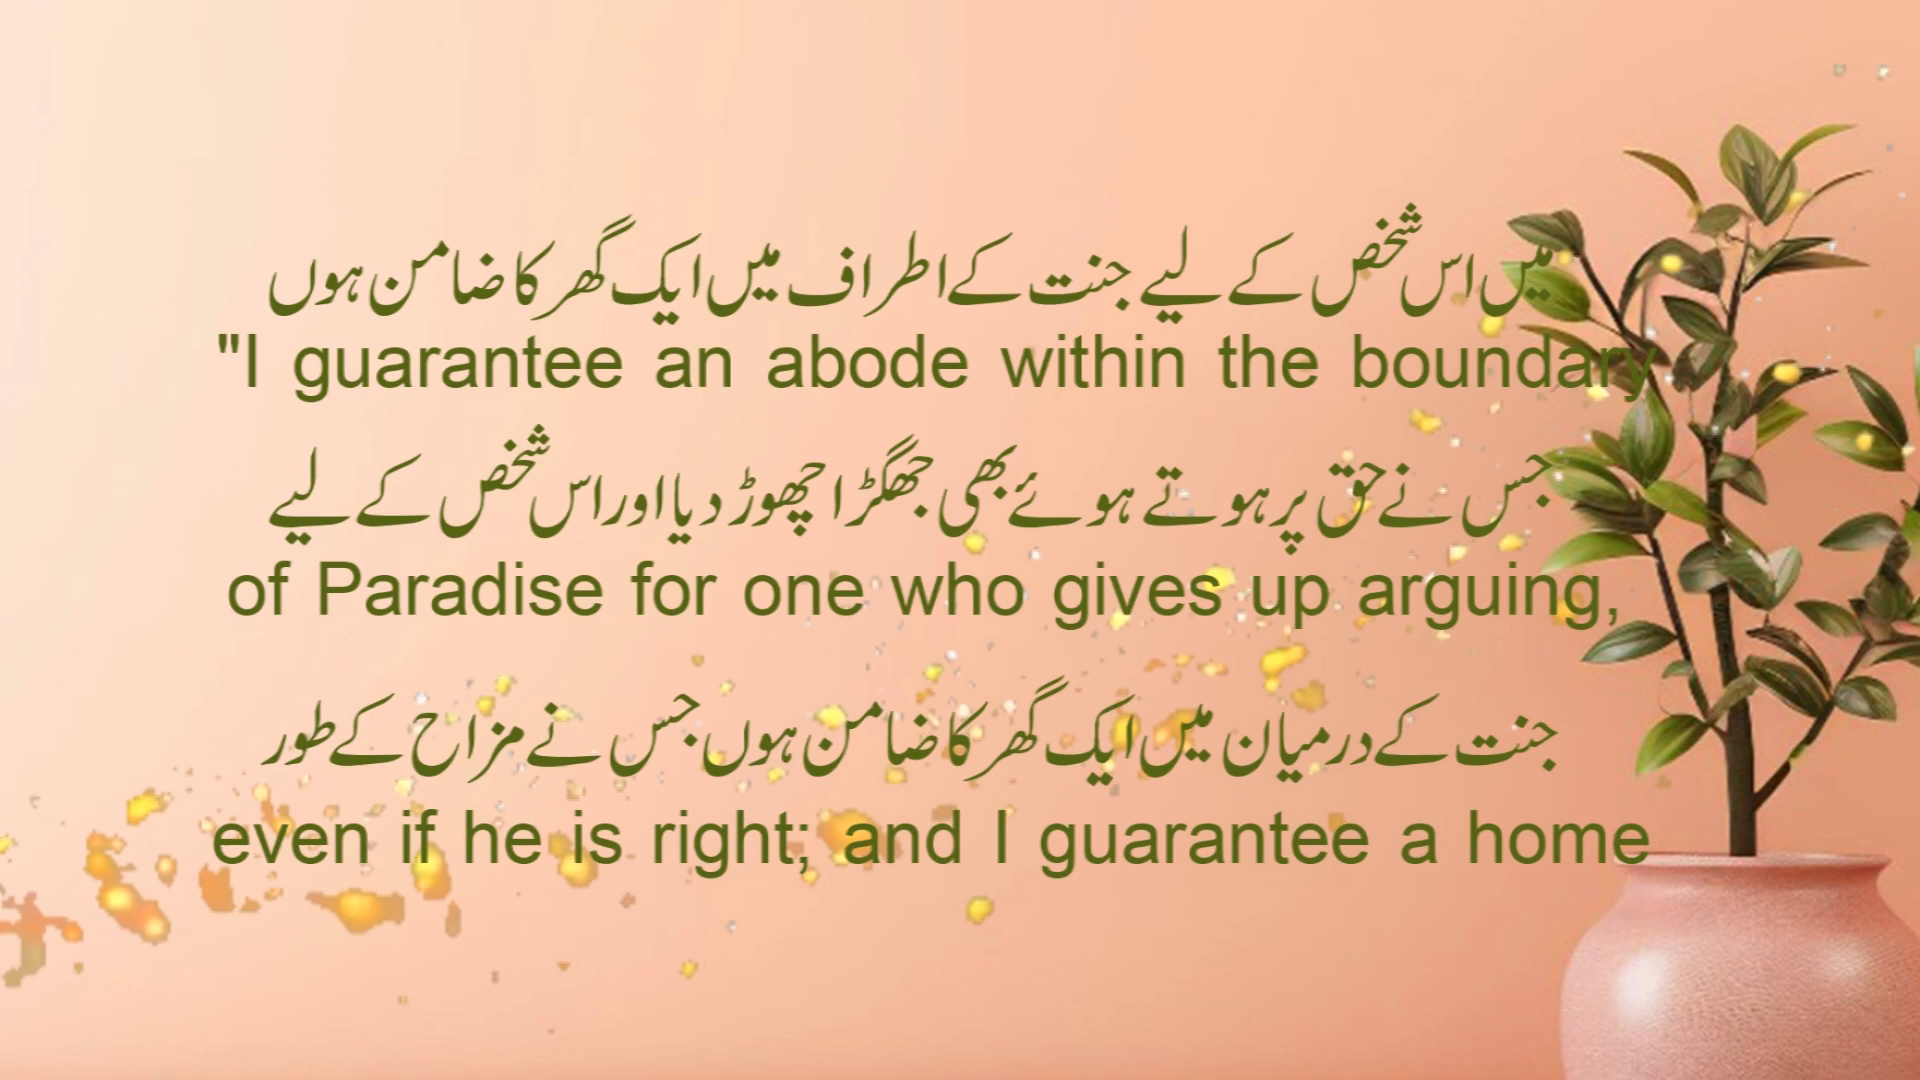 میں اس شخص کے لیے جنت کے اطراف میں ایک گھر کا ضامن ہوں
"I guarantee an abode within the boundary
جس نے حق پر ہوتے ہوئے بھی جھگڑا چھوڑ دیا اور اس شخص کے لیے
of Paradise for one who gives up arguing,
جنت کے درمیان میں ایک گھر کا ضامن ہوں جس نے مزاح کے طور
even if he is right; and I guarantee a home